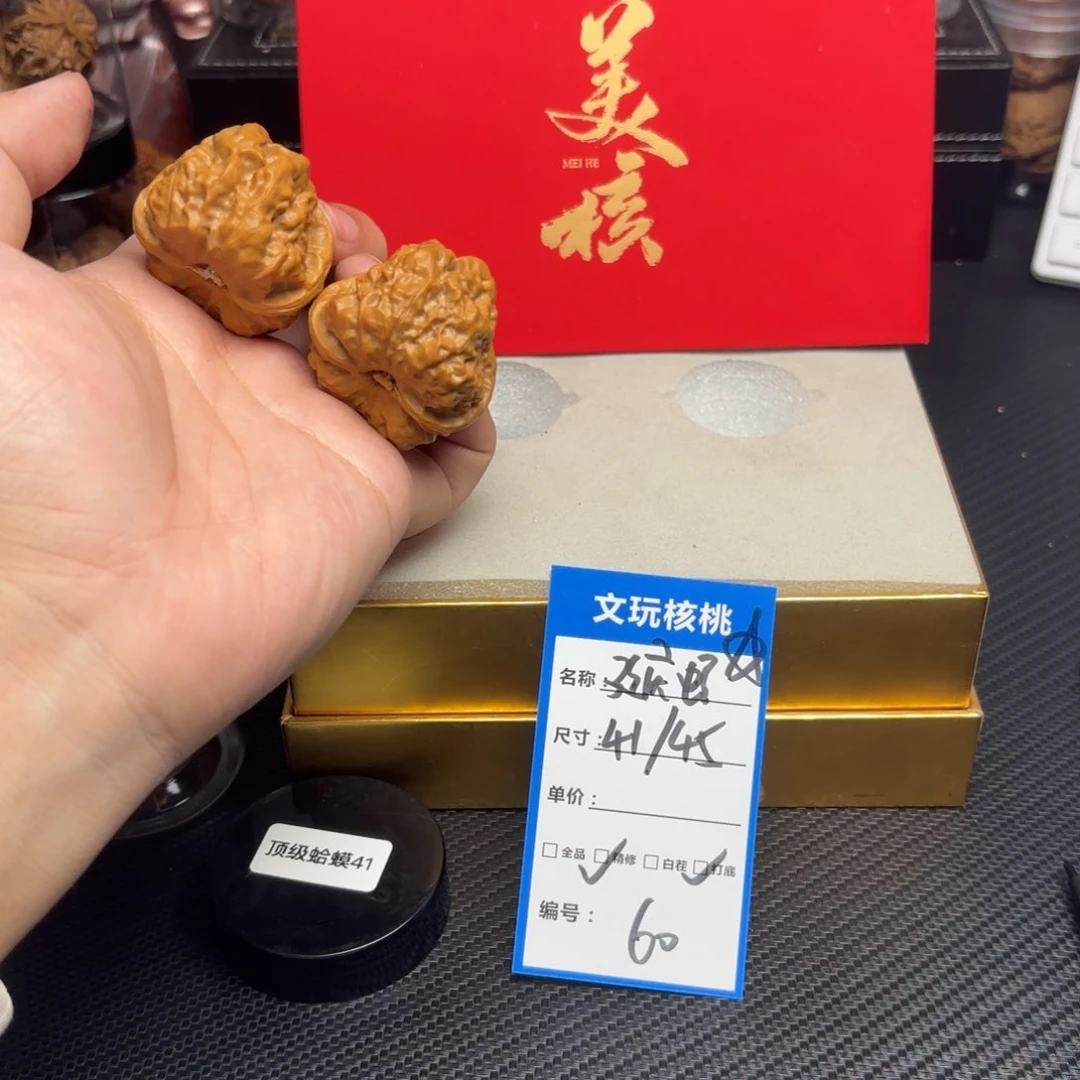 美
MEI HE
核
文玩核桃
名称：
尺寸：41/45
单价：
□全品 □精修 □白茬 □打底
编号：60
顶级蛤蟆41